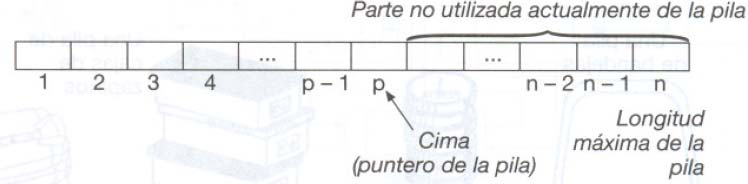 Parte no utilizada actualmente de la pila
... ...
1 2 3 4 p – 1 p n – 2 n – 1 n
Cima
(puntero de la pila)
Longitud
máxima de la
pila